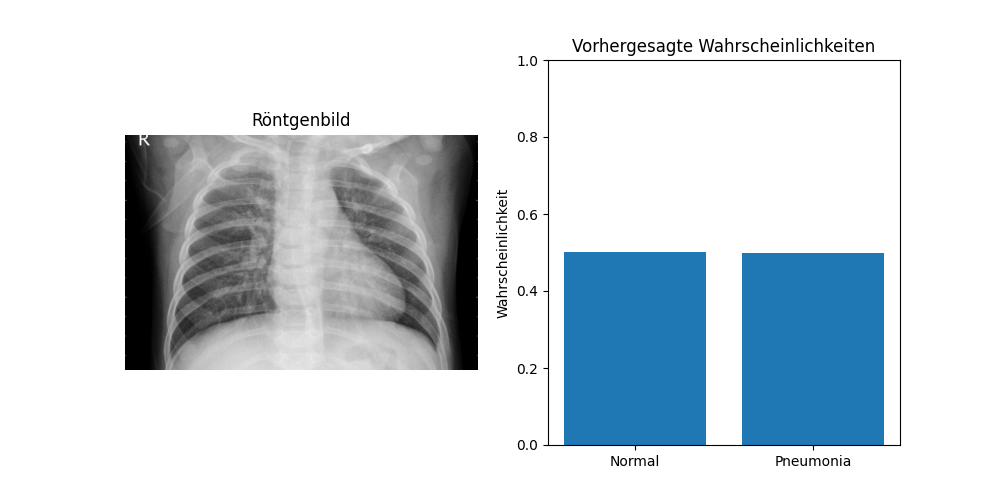 Röntgenbild
R
Vorhergesagte Wahrscheinlichkeiten
Wahrscheinlichkeit
1.0
0.8
0.6
0.4
0.2
0.0
Normal
Pneumonia